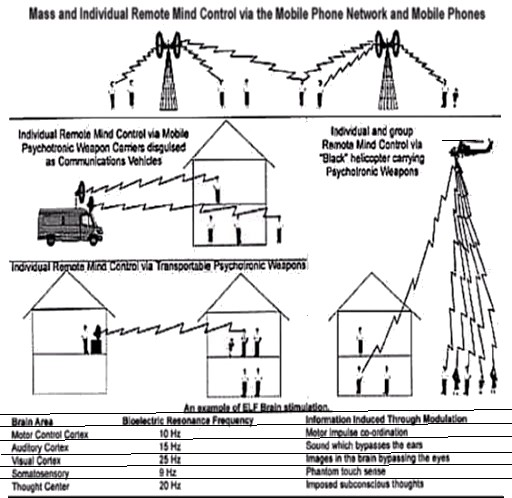 Mass and Individual Remote Mind Control via the Mobile Phone Network and Mobile Phones
Individual Remote Mind Control via Mobile
Psychotronic Weapon Carriers disguised
as Communications Vehicles
Individual and group
Remote Mind Control via
"Black" helicopter carrying
Psychotronic Weapons
Individual Remote Mind Control via Transportable Psychotronic Weapons
An example of ELF Brain stimulation.
Brain Area Bioelectric Resonance Frequency Information Induced Through Modulation
Motor Control Cortex 10 Hz Motor impulse co-ordination
Auditory Cortex 15 Hz Sound which bypasses the ears
Visual Cortex 25 Hz Images in the brain bypassing the eyes
Somatosensory 9 Hz Phantom touch sense
Thought Center 20 Hz Imposed subconscious thoughts